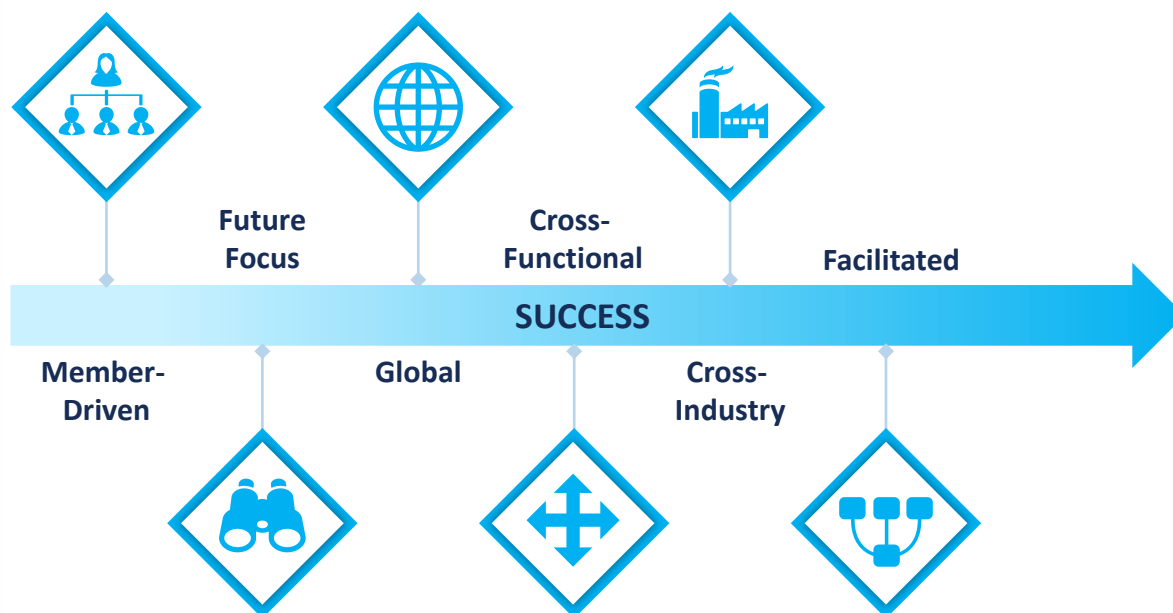 Future
Focus
Cross-
Functional
Facilitated
SUCCESS
Member-
Driven
Global
Cross-
Industry